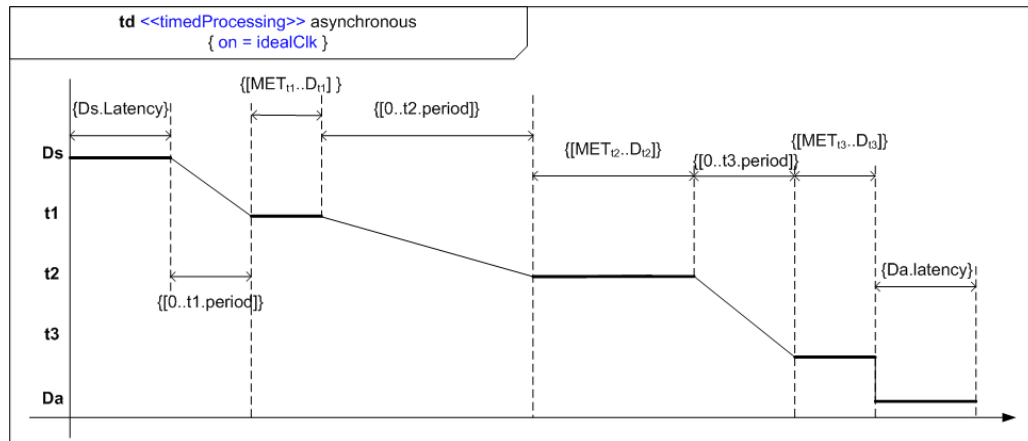 td <<timedProcessing>> asynchronous
{ on = idealClk }
{[METt1..Dt1] }
{Ds.Latency}
{[0..t2.period]}
{[METt2..Dt2]}
{[METt3..Dt3]}
{[0..t3.period]}
Ds
t1
t2
{Da.latency}
{[0..t1.period]}
t3
Da